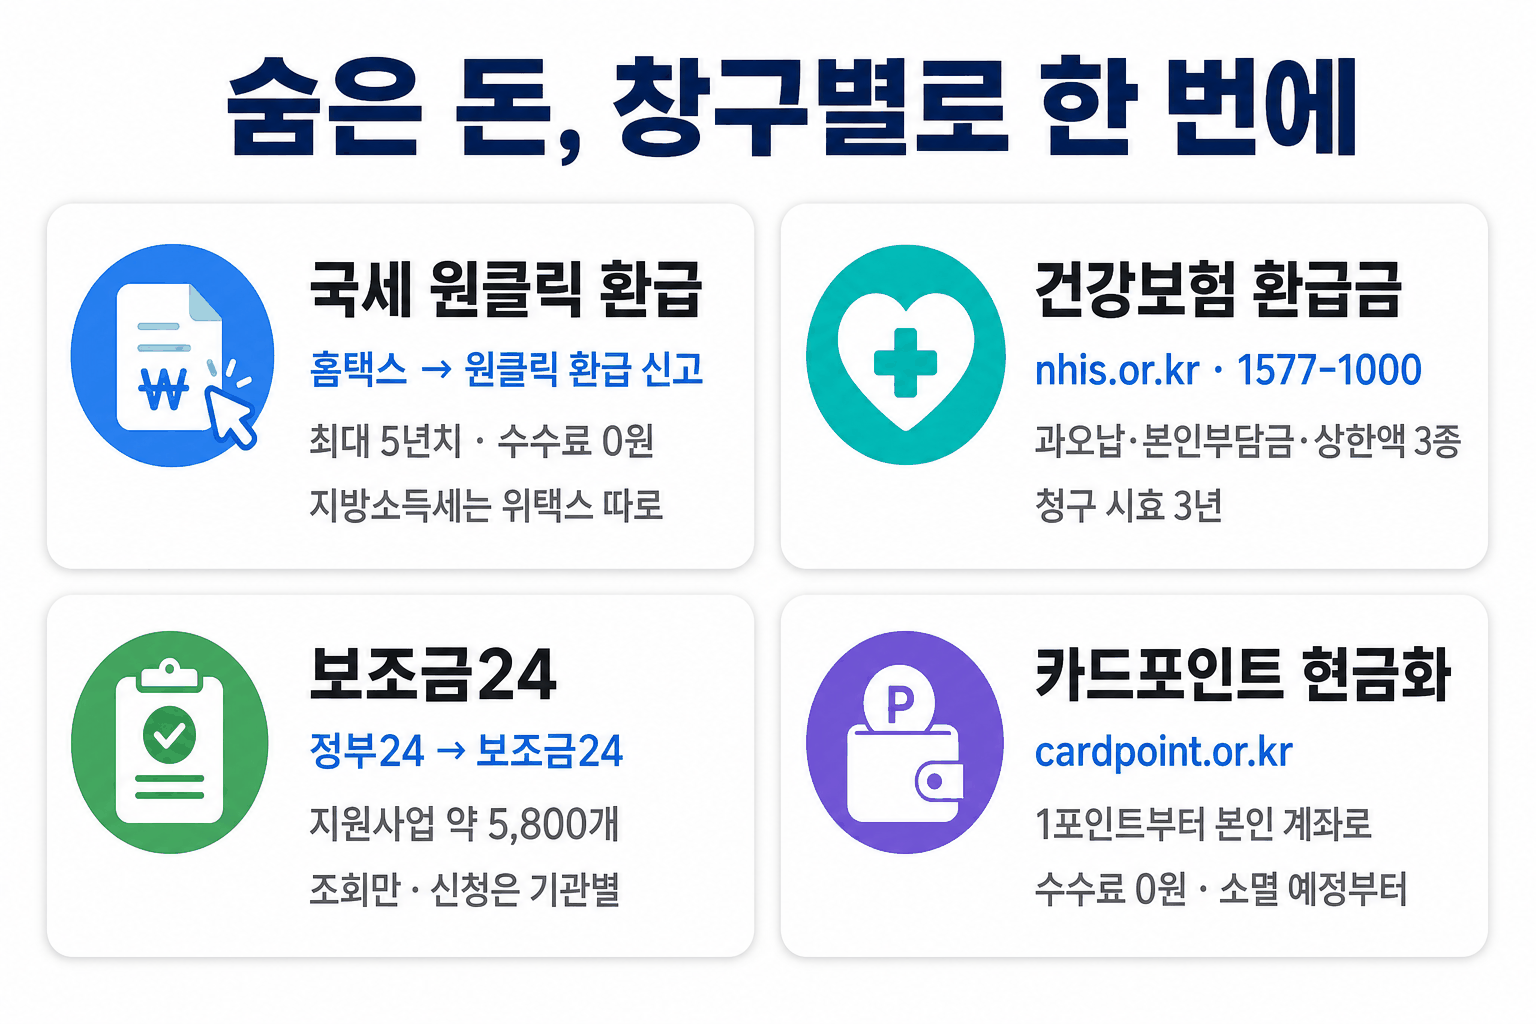 숨은 돈, 창구별로 한 번에
국세 원클릭 환급
홈택스 → 원클릭 환급 신고
최대 5년치 · 수수료 0원
지방소득세는 위택스 따로
₩
건강보험 환급금
nhis.or.kr · 1577-1000
과오납·본인부담금·상한액 3종
청구 시효 3년
보조금24
정부24 → 보조금24
지원사업 약 5,800개
조회만 · 신청은 기관별
P
카드포인트 현금화
cardpoint.or.kr
1포인트부터 본인 계좌로
수수료 0원 · 소멸 예정부터